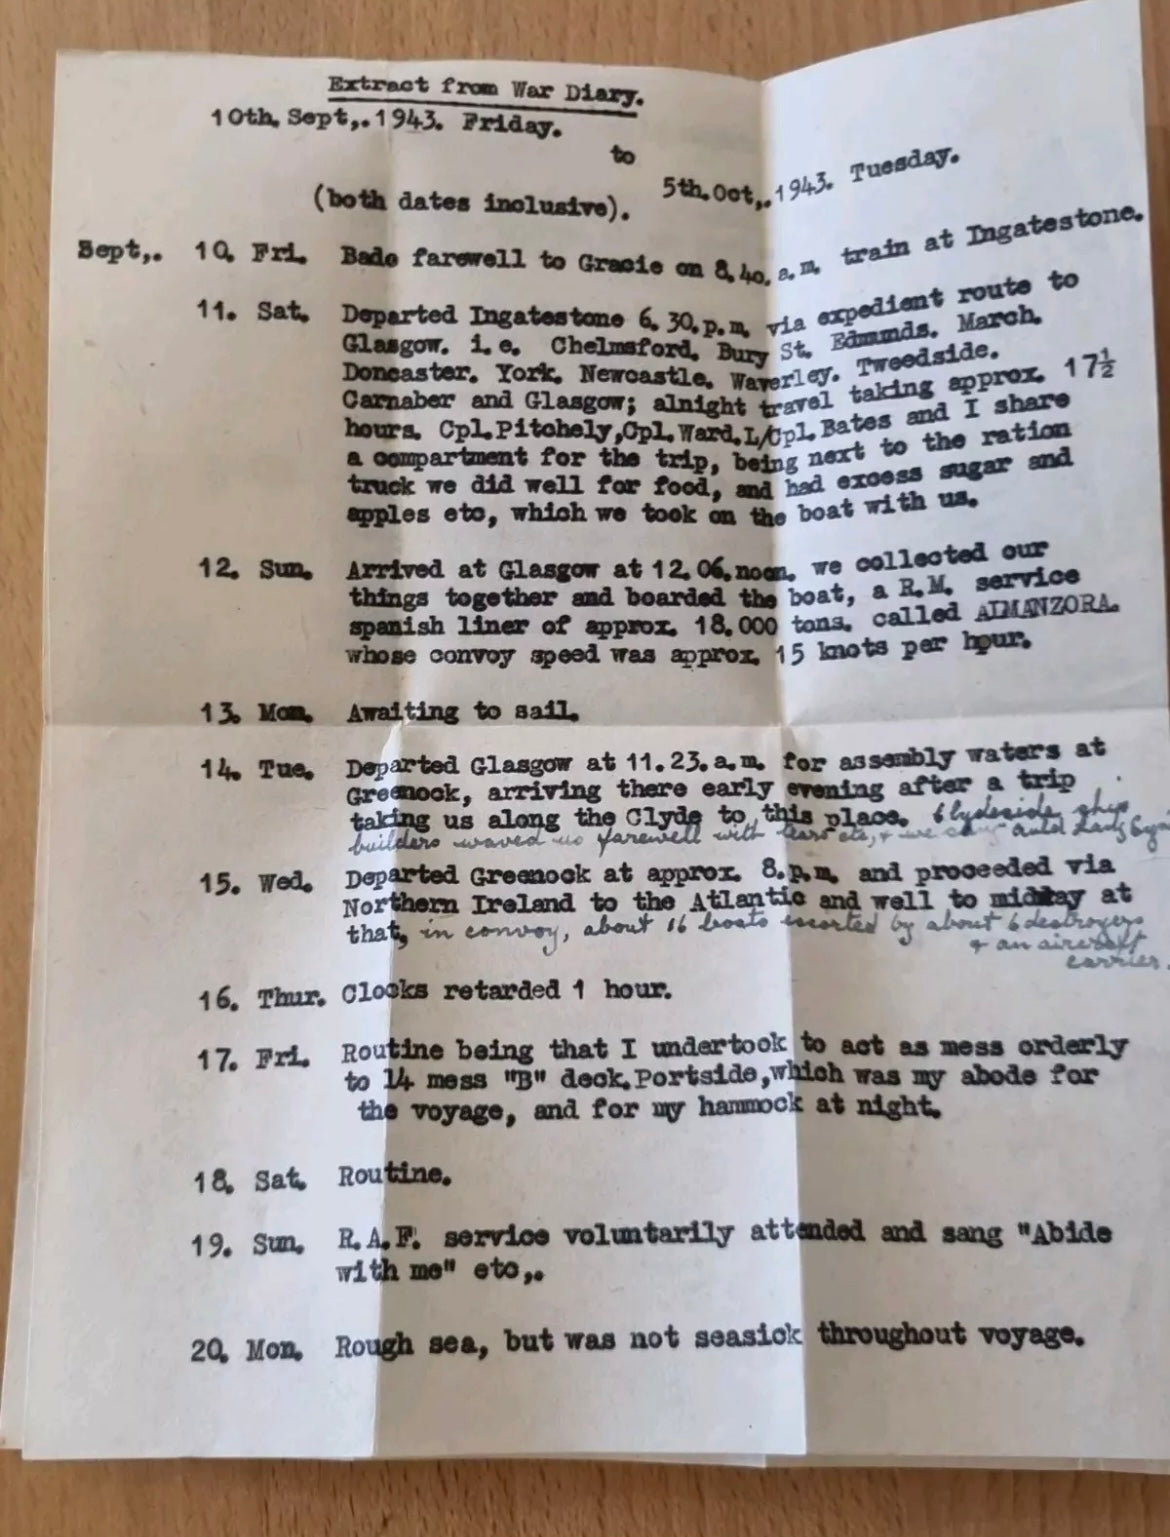 Extract from War Diary.
10th. Sept,. 1943. Friday.
to
5th. Oct,. 1943. Tuesday.
(both dates inclusive).
Sept,. 10. Fri. Bade farewell to Gracie on 8.40.a.m. train at Ingatestone.
11. Sat. Departed Ingatestone 6.30.p.m. via expedient route to
Glasgow. i.e. Chelmsford. Bury St. Edmunds. March.
Doncaster. York. Newcastle. Waverley. Tweedside.
Carnaber and Glasgow; alnight travel taking approx. 17½
hours. Cpl.Pitchely,Cpl.Ward.L/Cpl.Bates and I share
a compartment for the trip, being next to the ration
truck we did well for food, and had excess sugar and
apples etc, which we took on the boat with us.
12. Sun. Arrived at Glasgow at 12.06.noon. we collected our
things together and boarded the boat, a R.M. service
spanish liner of approx. 18.000 tons. called ALMANZORA.
whose convoy speed was approx. 15 knots per hour.
13. Mon. Awaiting to sail.
14. Tue. Departed Glasgow at 11.23.a.m. for assembly waters at
Greenock, arriving there early evening after a trip
taking us along the Clyde to this place. Clydeside ship
builders waved us farewell with tears etc, & we Auld Lang Syne
15. Wed. Departed Greenock at approx. 8.p.m. and proceeded via
Northern Ireland to the Atlantic and well to midway at
that, in convoy, about 16 boats escorted by about 6 destroyers
& an aircraft
carrier.
16. Thur. Clocks retarded 1 hour.
17. Fri. Routine being that I undertook to act as mess orderly
to 14 mess "B" deck.Portside,which was my abode for
the voyage, and for my hammock at night.
18. Sat. Routine.
19. Sun. R.A.F. service voluntarily attended and sang "Abide
with me" etc,.
20. Mon. Rough sea, but was not seasick throughout voyage.